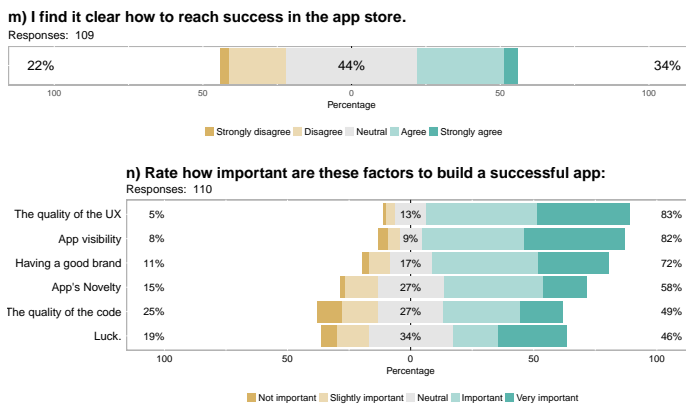 m) I find it clear how to reach success in the app store.
Responses: 109
22% 44% 34%
100 50 0 50 100
Percentage
Strongly disagree Disagree Neutral Agree Strongly agree
n) Rate how important are these factors to build a successful app:
Responses: 110
The quality of the UX 5% 13% 83%
App visibility 8% 9% 82%
Having a good brand 11% 17% 72%
App's Novelty 15% 27% 58%
The quality of the code 25% 27% 49%
Luck. 19% 34% 46%
100 50 0 50 100
Percentage
Not important Slightly important Neutral Important Very important